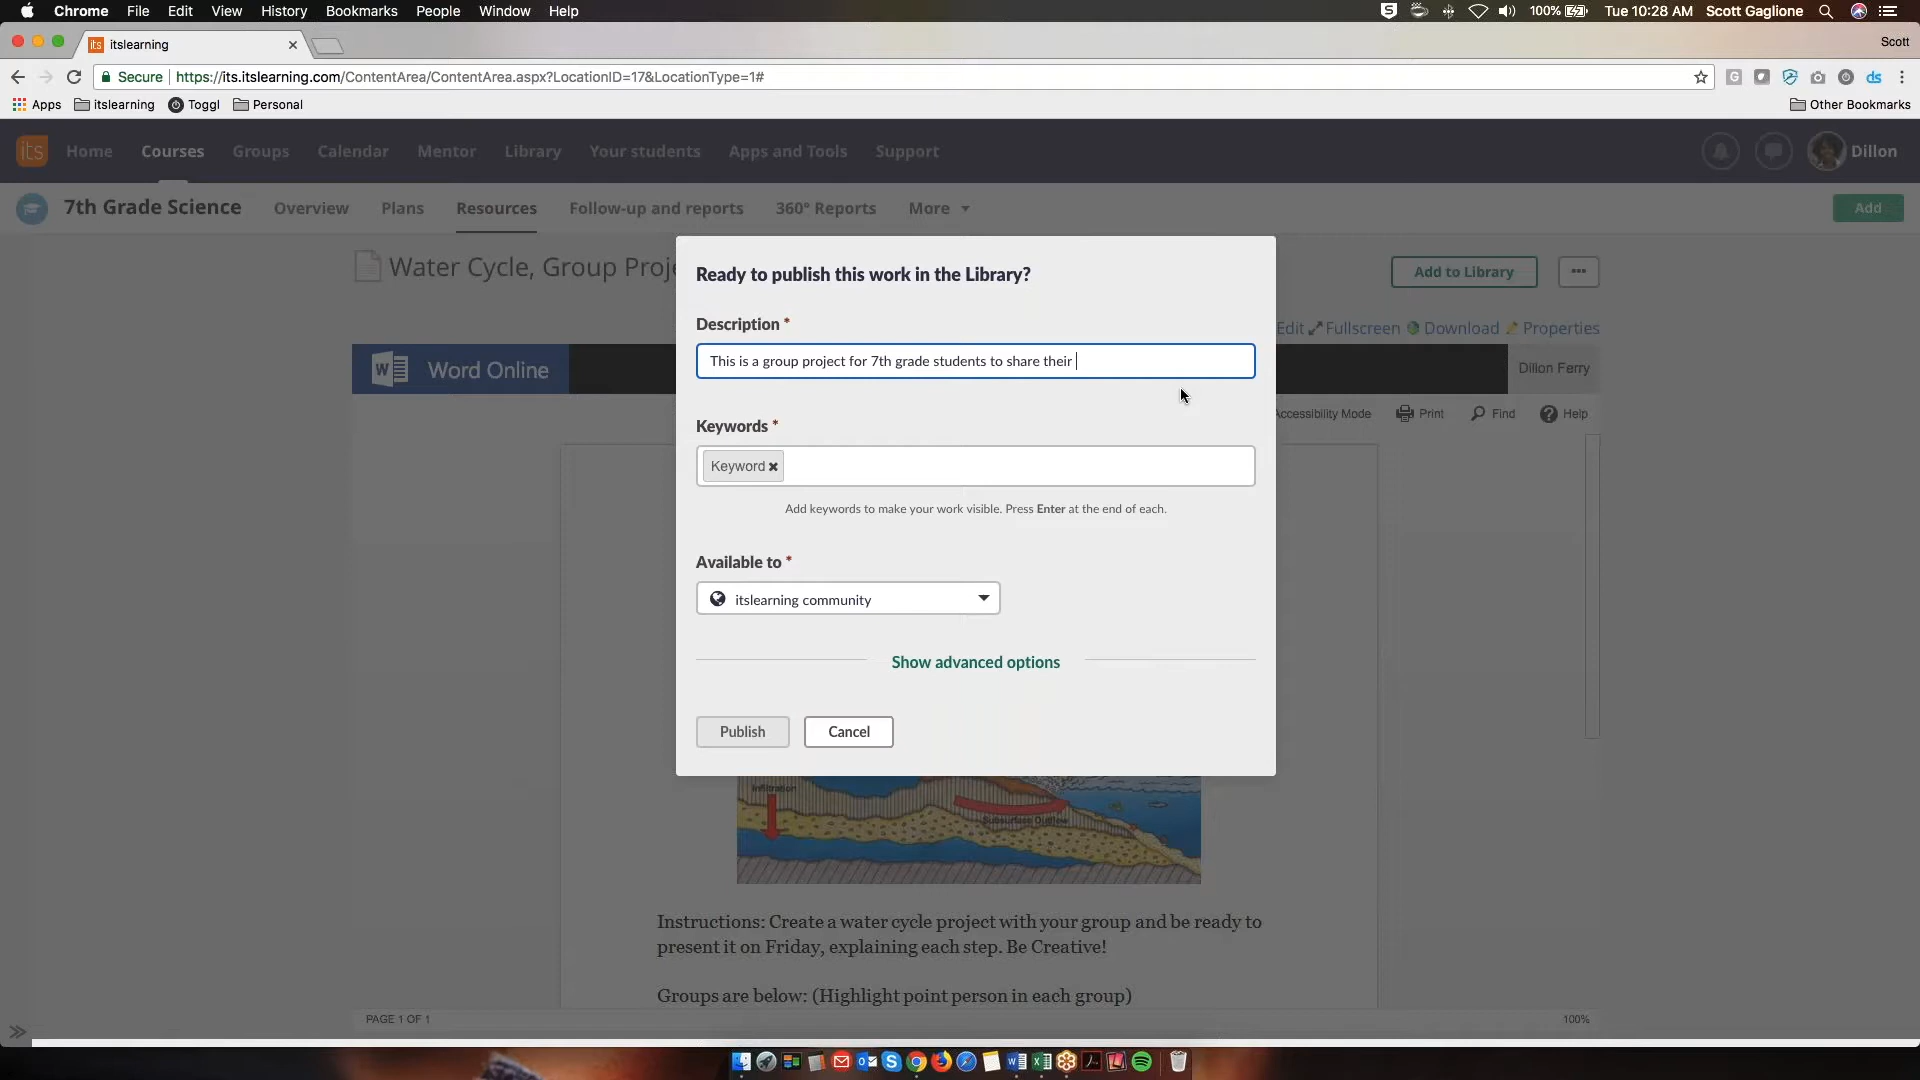 Chrome File Edit View History Bookmarks People Window Help 100% Tue 10:28 AM Scott Gaglione
its itslearning Scott
Secure https://its.itslearning.com/ContentArea/ContentArea.aspx?LocationID=17&LocationType=1#
Apps itslearning Toggl Personal Other Bookmarks
its Home Courses Groups Calendar Mentor Library Your students Apps and Tools Support Dillon
7th Grade Science Overview Plans Resources Follow-up and reports 360° Reports More Add
Water Cycle, Group Proj Add to Library
Ready to publish this work in the Library?
Edit Fullscreen Download Properties
Description *
Word Online Dillon Ferry
This is a group project for 7th grade students to share their
Accessibility Mode Print Find Help
Keywords *
Keyword
Add keywords to make your work visible. Press Enter at the end of each.
Available to *
itslearning community
Show advanced options
Publish Cancel
Infiltration
Subsurface Outflow
Instructions: Create a water cycle project with your group and be ready to
present it on Friday, explaining each step. Be Creative!
Groups are below: (Highlight point person in each group)
PAGE 1 OF 1 100%